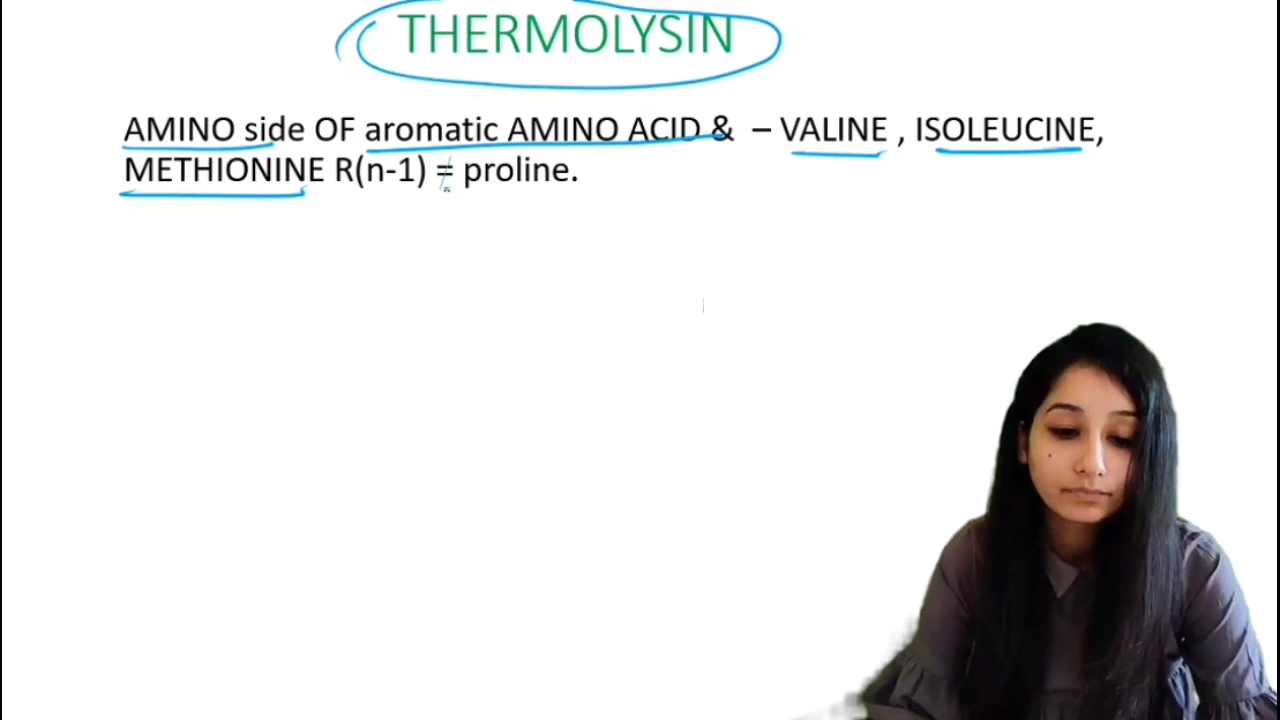 THERMOLYSIN
AMINO side OF aromatic AMINO ACID & – VALINE , ISOLEUCINE,
METHIONINE R(n-1) ≠ proline.